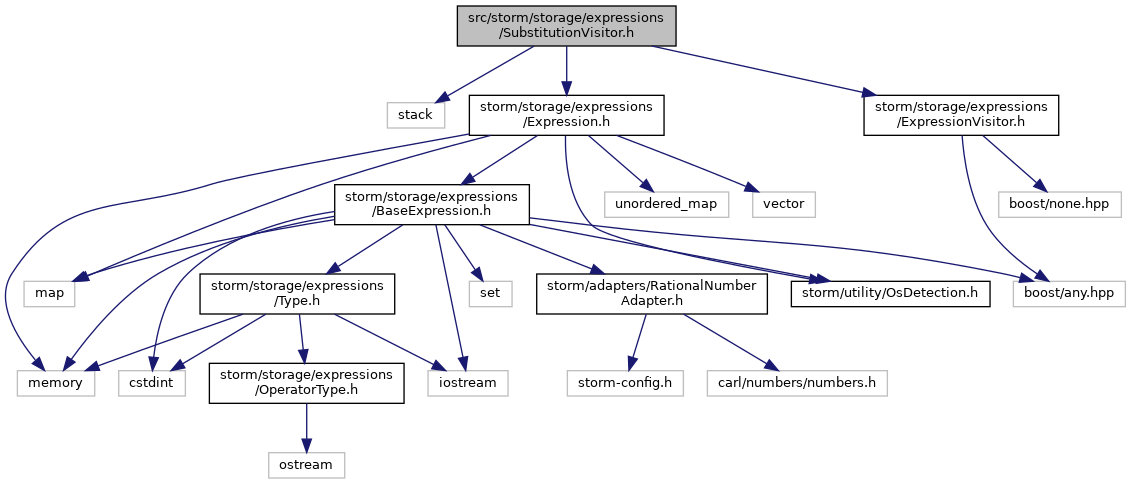 src/storm/storage/expressions
/SubstitutionVisitor.h
stack
storm/storage/expressions
/Expression.h
storm/storage/expressions
/ExpressionVisitor.h
storm/storage/expressions
/BaseExpression.h
unordered_map
vector
boost/none.hpp
map
storm/storage/expressions
/Type.h
set
storm/adapters/RationalNumber
Adapter.h
storm/utility/OsDetection.h
boost/any.hpp
memory
cstdint
storm/storage/expressions
/OperatorType.h
iostream
storm-config.h
carl/numbers/numbers.h
ostream